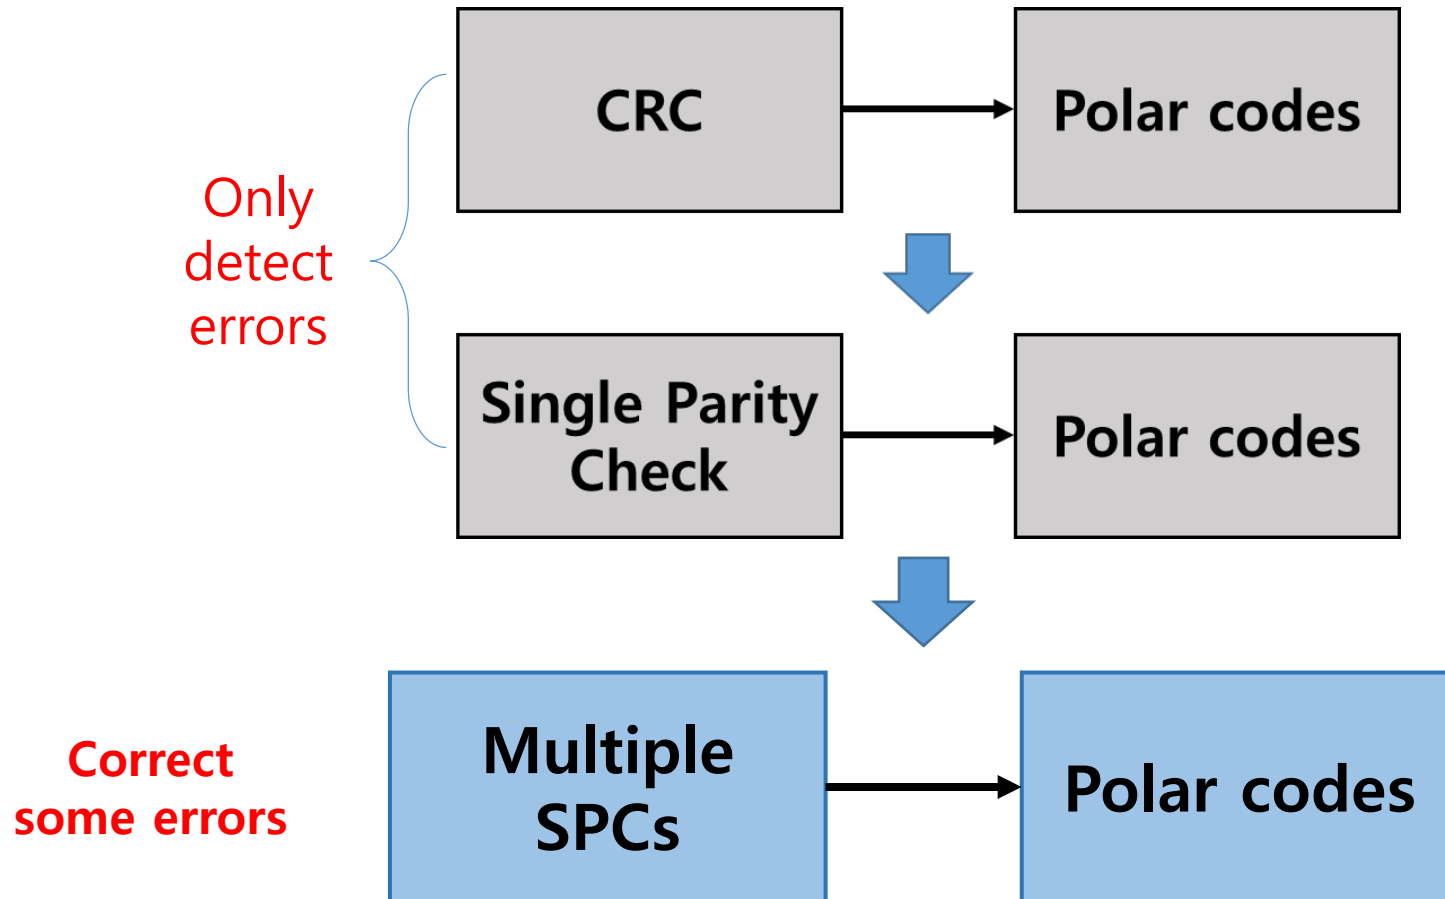 CRC
Polar codes
Only
detect
errors
Single Parity
Check
Polar codes
Correct
some errors
Multiple
SPCs
Polar codes